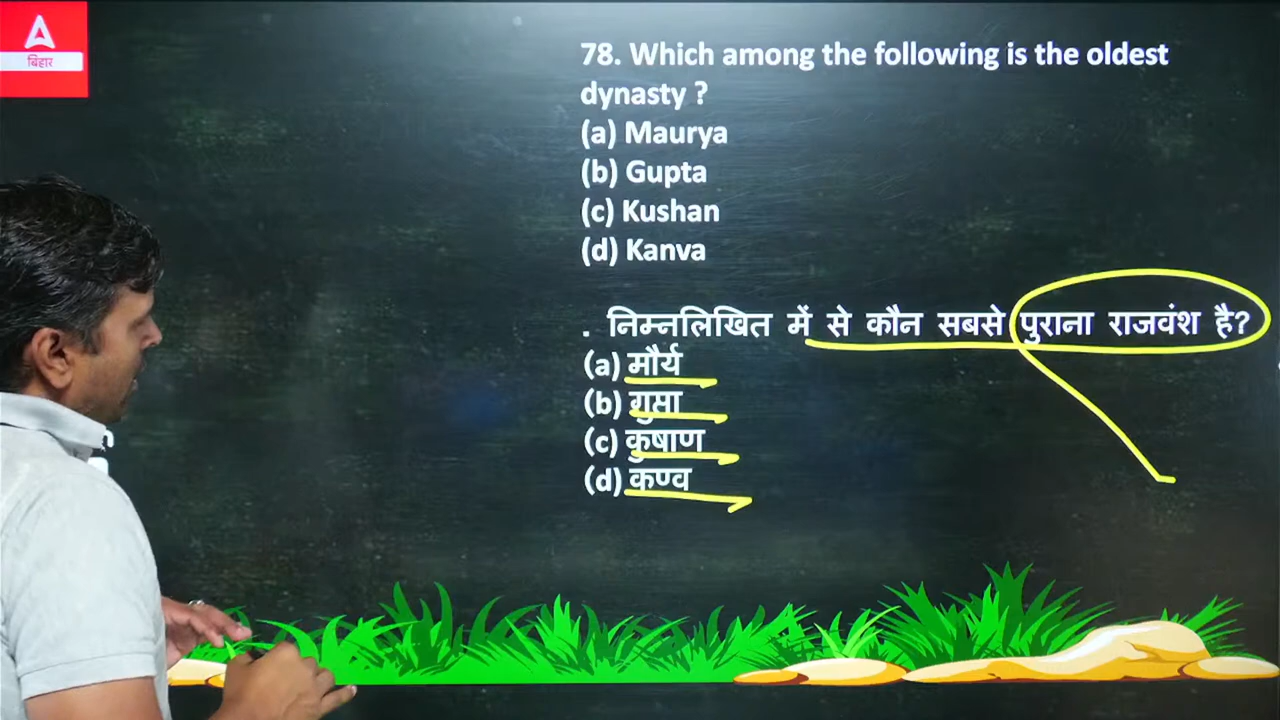 बिहार
78. Which among the following is the oldest
dynasty ?
(a) Maurya
(b) Gupta
(c) Kushan
(d) Kanva
. निम्नलिखित में से कौन सबसे पुराना राजवंश है?
(a) मौर्य
(b) गुप्ता
(c) कुषाण
(d) कण्व